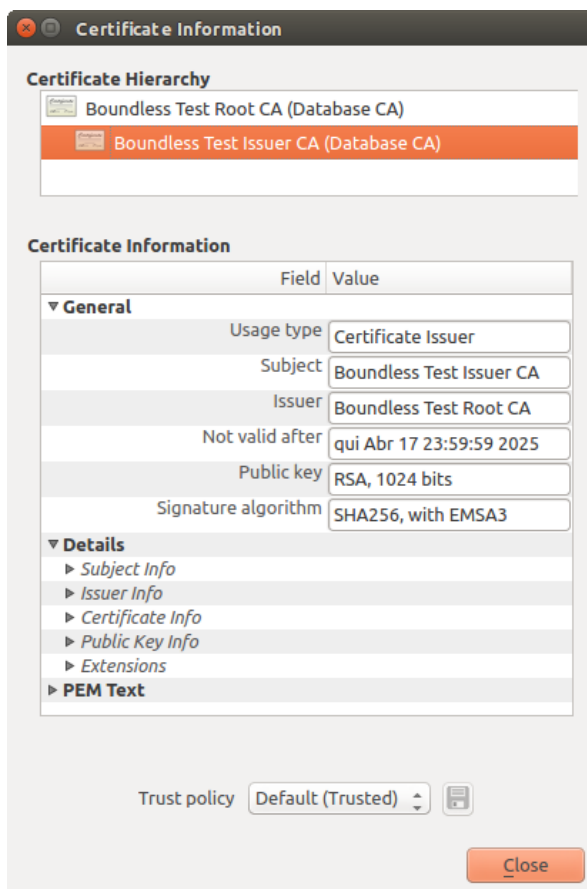 Certificate Information
Certificate Hierarchy
Boundless Test Root CA (Database CA)
Boundless Test Issuer CA (Database CA)
Certificate Information
Field Value
General
Usage type Certificate Issuer
Subject Boundless Test Issuer CA
Issuer Boundless Test Root CA
Not valid after qui Abr 17 23:59:59 2025
Public key RSA, 1024 bits
Signature algorithm SHA256, with EMSA3
Details
Subject Info
Issuer Info
Certificate Info
Public Key Info
Extensions
PEM Text
Trust policy Default (Trusted)
Close